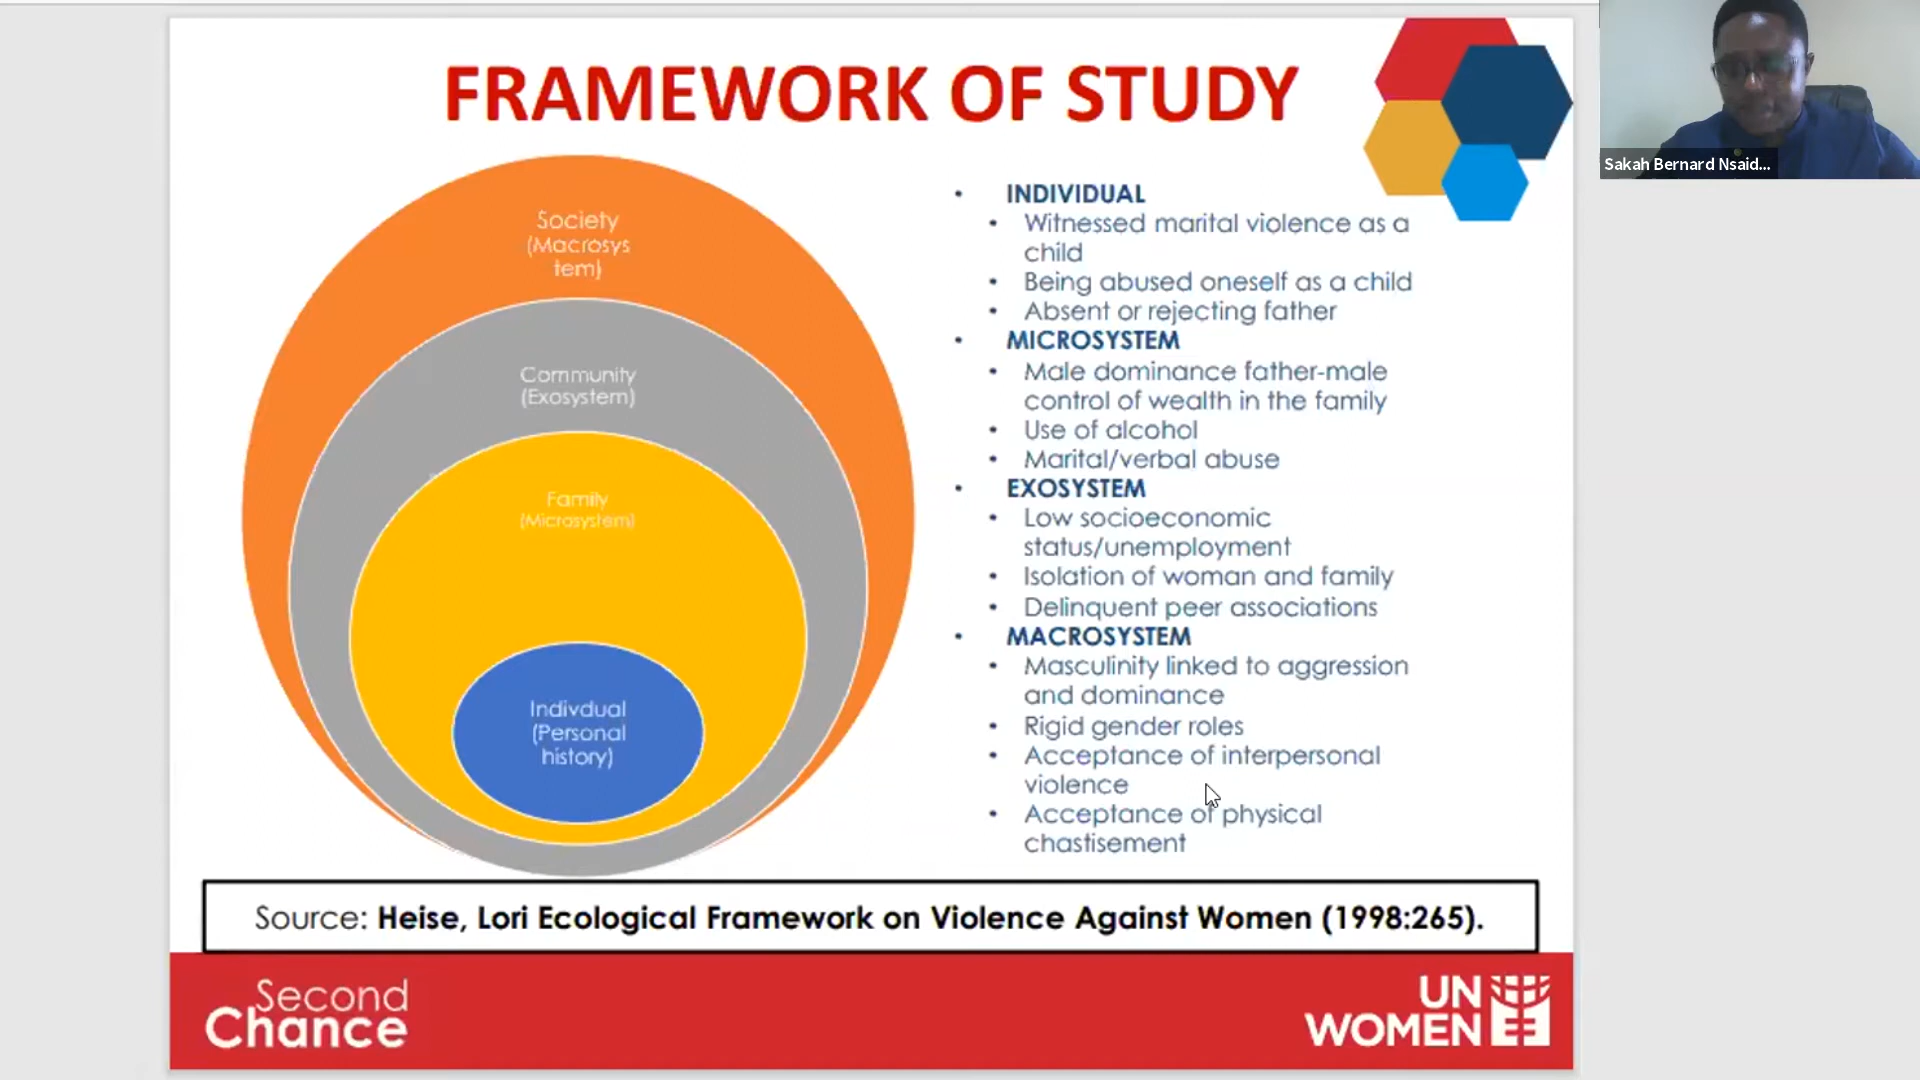 FRAMEWORK OF STUDY
Sakah Bernard Nsaid...
Society
(Macrosys
tem)
Community
(Exosystem)
Family
(Microsystem)
Indivdual
(Personal
history)
• INDIVIDUAL
• Witnessed marital violence as a
child
• Being abused oneself as a child
• Absent or rejecting father
• MICROSYSTEM
• Male dominance father-male
control of wealth in the family
• Use of alcohol
• Marital/verbal abuse
• EXOSYSTEM
• Low socioeconomic
status/unemployment
• Isolation of woman and family
• Delinquent peer associations
• MACROSYSTEM
• Masculinity linked to aggression
and dominance
• Rigid gender roles
• Acceptance of interpersonal
violence
• Acceptance of physical
chastisement
Source: Heise, Lori Ecological Framework on Violence Against Women (1998:265).
Second
Chance
UN
WOMEN